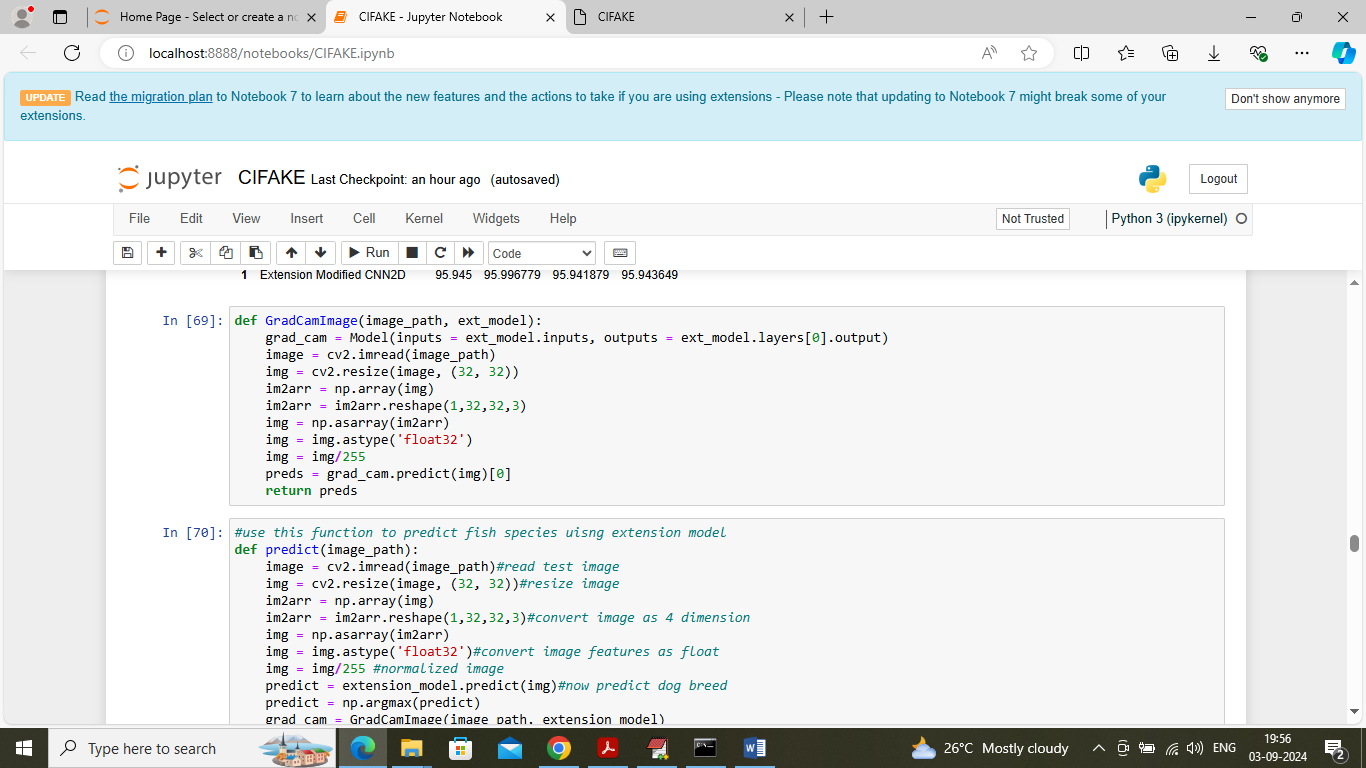 Home Page - Select or create a n
CIFAKE - Jupyter Notebook
CIFAKE
localhost:8888/notebooks/CIFAKE.ipynb
UPDATE Read the migration plan to Notebook 7 to learn about the new features and the actions to take if you are using extensions - Please note that updating to Notebook 7 might break some of your
extensions.
Don't show anymore
jupyter CIFAKE Last Checkpoint: an hour ago (autosaved)
Logout
File Edit View Insert Cell Kernel Widgets Help
Not Trusted
Python 3 (ipykernel)
Run
Code
1 Extension Modified CNN2D 95.945 95.996779 95.941879 95.943649
In [69]: def GradCamImage(image_path, ext_model):
grad_cam = Model(inputs = ext_model.inputs, outputs = ext_model.layers[0].output)
image = cv2.imread(image_path)
img = cv2.resize(image, (32, 32))
im2arr = np.array(img)
im2arr = im2arr.reshape(1,32,32,3)
img = np.asarray(im2arr)
img = img.astype('float32')
img = img/255
preds = grad_cam.predict(img)[0]
return preds
In [70]: #use this function to predict fish species uisng extension model
def predict(image_path):
image = cv2.imread(image_path)#read test image
img = cv2.resize(image, (32, 32))#resize image
im2arr = np.array(img)
im2arr = im2arr.reshape(1,32,32,3)#convert image as 4 dimension
img = np.asarray(im2arr)
img = img.astype('float32')#convert image features as float
img = img/255 #normalized image
predict = extension_model.predict(img)#now predict dog breed
predict = np.argmax(predict)
grad_cam = GradCamImage(image_path, extension_model)
Type here to search
26°C Mostly cloudy
ENG
19:56
03-09-2024
2